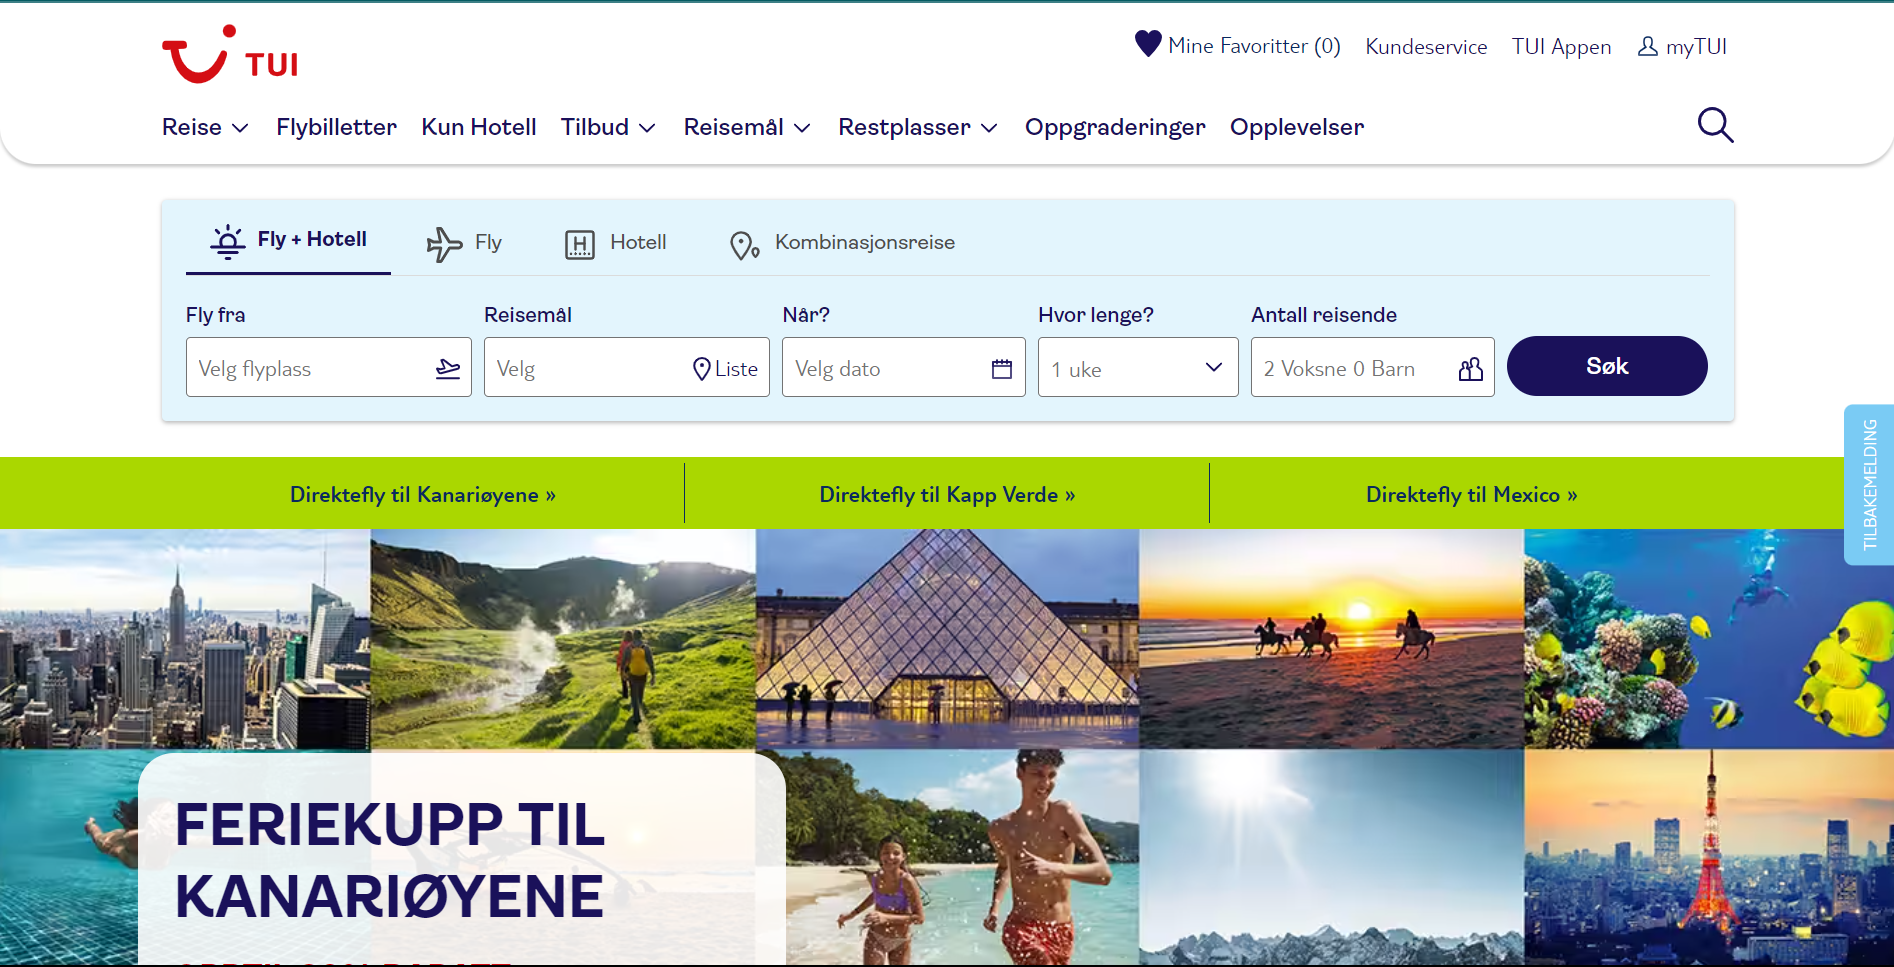 TUI
Mine Favoritter (0)
Kundeservice
TUI Appen
myTUI
Reise
Flybilletter
Kun Hotell
Tilbud
Reisemål
Restplasser
Oppgraderinger
Opplevelser
Fly + Hotell
Fly
H
Hotell
Kombinasjonsreise
Fly fra
Reisemål
Når?
Hvor lenge?
Antall reisende
Velg flyplass
Velg
Liste
Velg dato
1 uke
2 Voksne 0 Barn
Søk
TILBAKEMELDING
Direktefly til Kanariøyene »
Direktefly til Kapp Verde »
Direktefly til Mexico »
FERIEKUPP TIL
KANARIØYENE